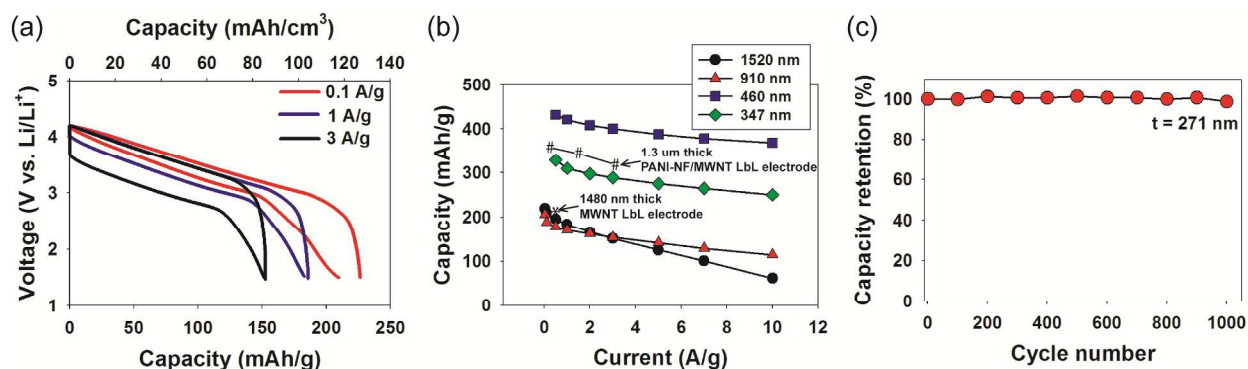 (a)
Capacity (mAh/cm³)
0 20 40 60 80 100 120 140
5
4
3
2
1
Voltage (V vs. Li/Li⁺)
0.1 A/g
1 A/g
3 A/g
0 50 100 150 200 250
Capacity (mAh/g)
(b)
1520 nm
910 nm
460 nm
347 nm
500
400
300
200
100
0
Capacity (mAh/g)
# # #
1.3 um thick
PANI-NF/MWNT LbL electrode
1480 nm thick
MWNT LbL electrode
0 2 4 6 8 10 12
Current (A/g)
(c)
100
80
60
40
20
0
Capacity retention (%)
t = 271 nm
0 200 400 600 800 1000
Cycle number